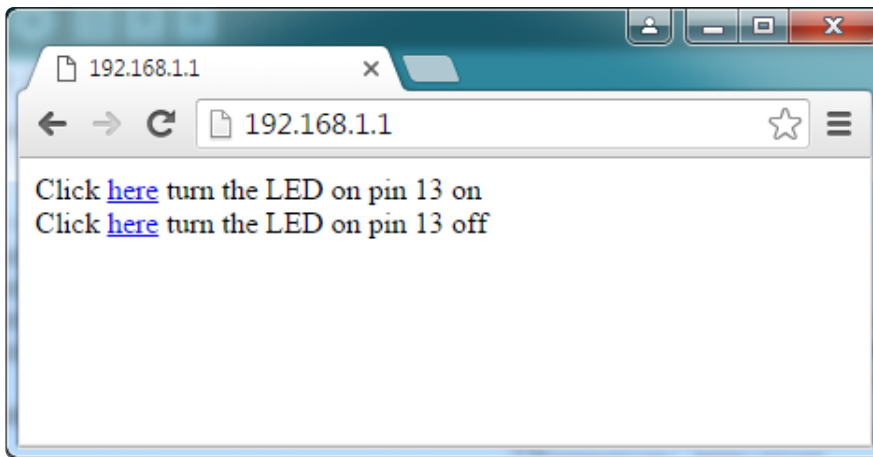 192.168.1.1
192.168.1.1
Click here turn the LED on pin 13 on
Click here turn the LED on pin 13 off